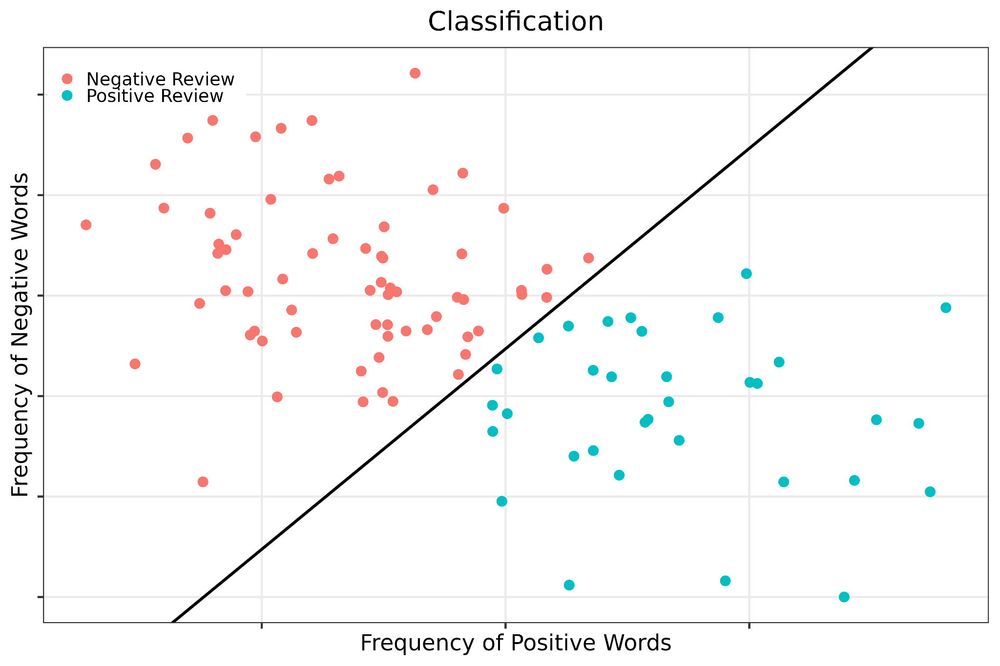 Classification
Negative Review
Positive Review
Frequency of Negative Words
Frequency of Positive Words